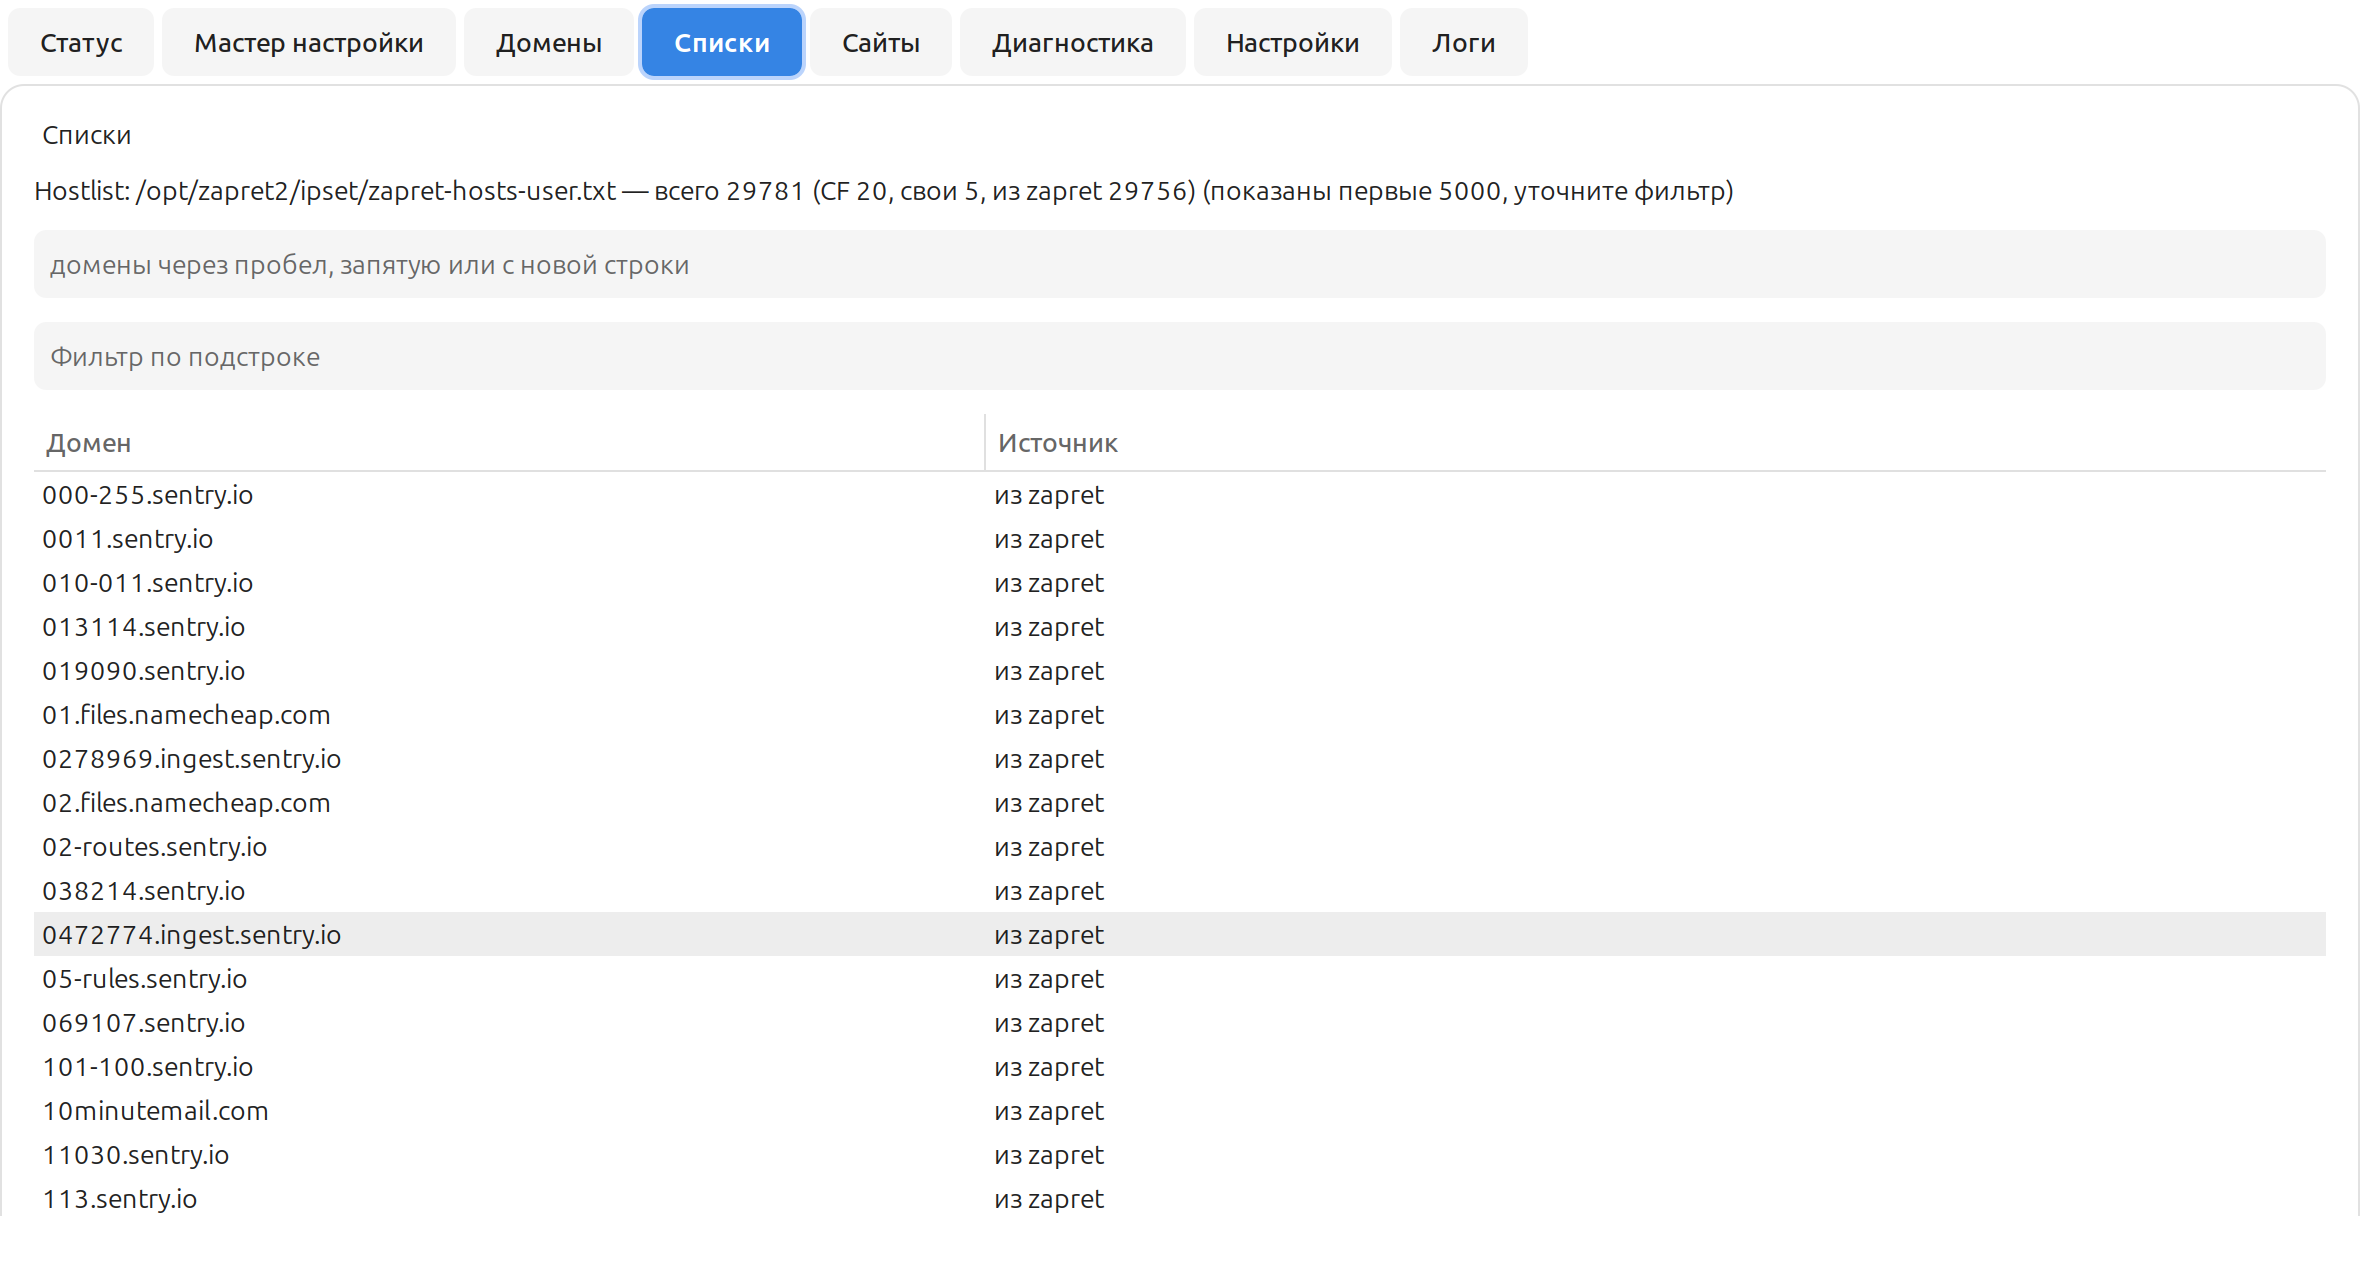 Статус Мастер настройки Домены Списки Сайты Диагностика Настройки Логи
Списки
Hostlist: /opt/zapret2/ipset/zapret-hosts-user.txt — всего 29781 (CF 20, свои 5, из zapret 29756) (показаны первые 5000, уточните фильтр)
домены через пробел, запятую или с новой строки
Фильтр по подстроке
Домен Источник
000-255.sentry.io из zapret
0011.sentry.io из zapret
010-011.sentry.io из zapret
013114.sentry.io из zapret
019090.sentry.io из zapret
01.files.namecheap.com из zapret
0278969.ingest.sentry.io из zapret
02.files.namecheap.com из zapret
02-routes.sentry.io из zapret
038214.sentry.io из zapret
0472774.ingest.sentry.io из zapret
05-rules.sentry.io из zapret
069107.sentry.io из zapret
101-100.sentry.io из zapret
10minutemail.com из zapret
11030.sentry.io из zapret
113.sentry.io из zapret